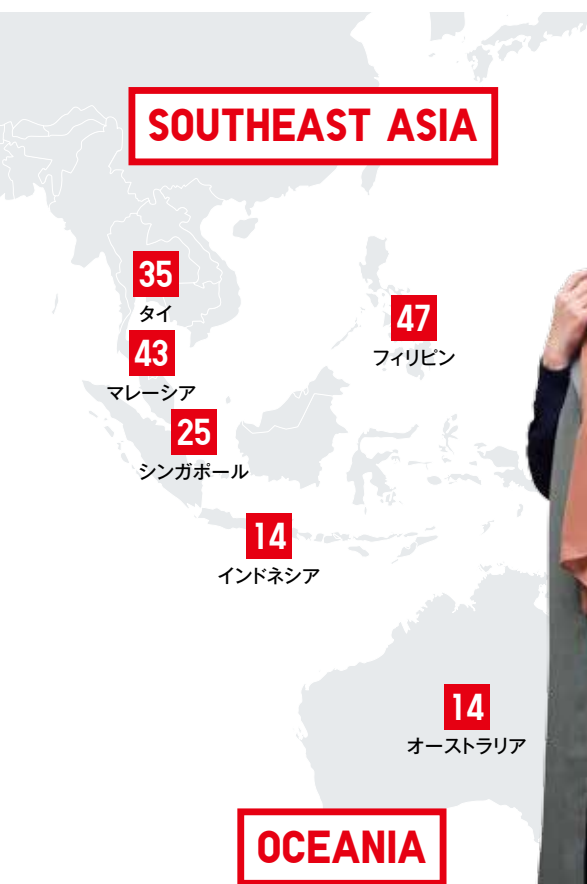 SOUTHEAST ASIA
35
タイ
47
フィリピン
43
マレーシア
25
シンガポール
14
インドネシア
14
オーストラリア
OCEANIA